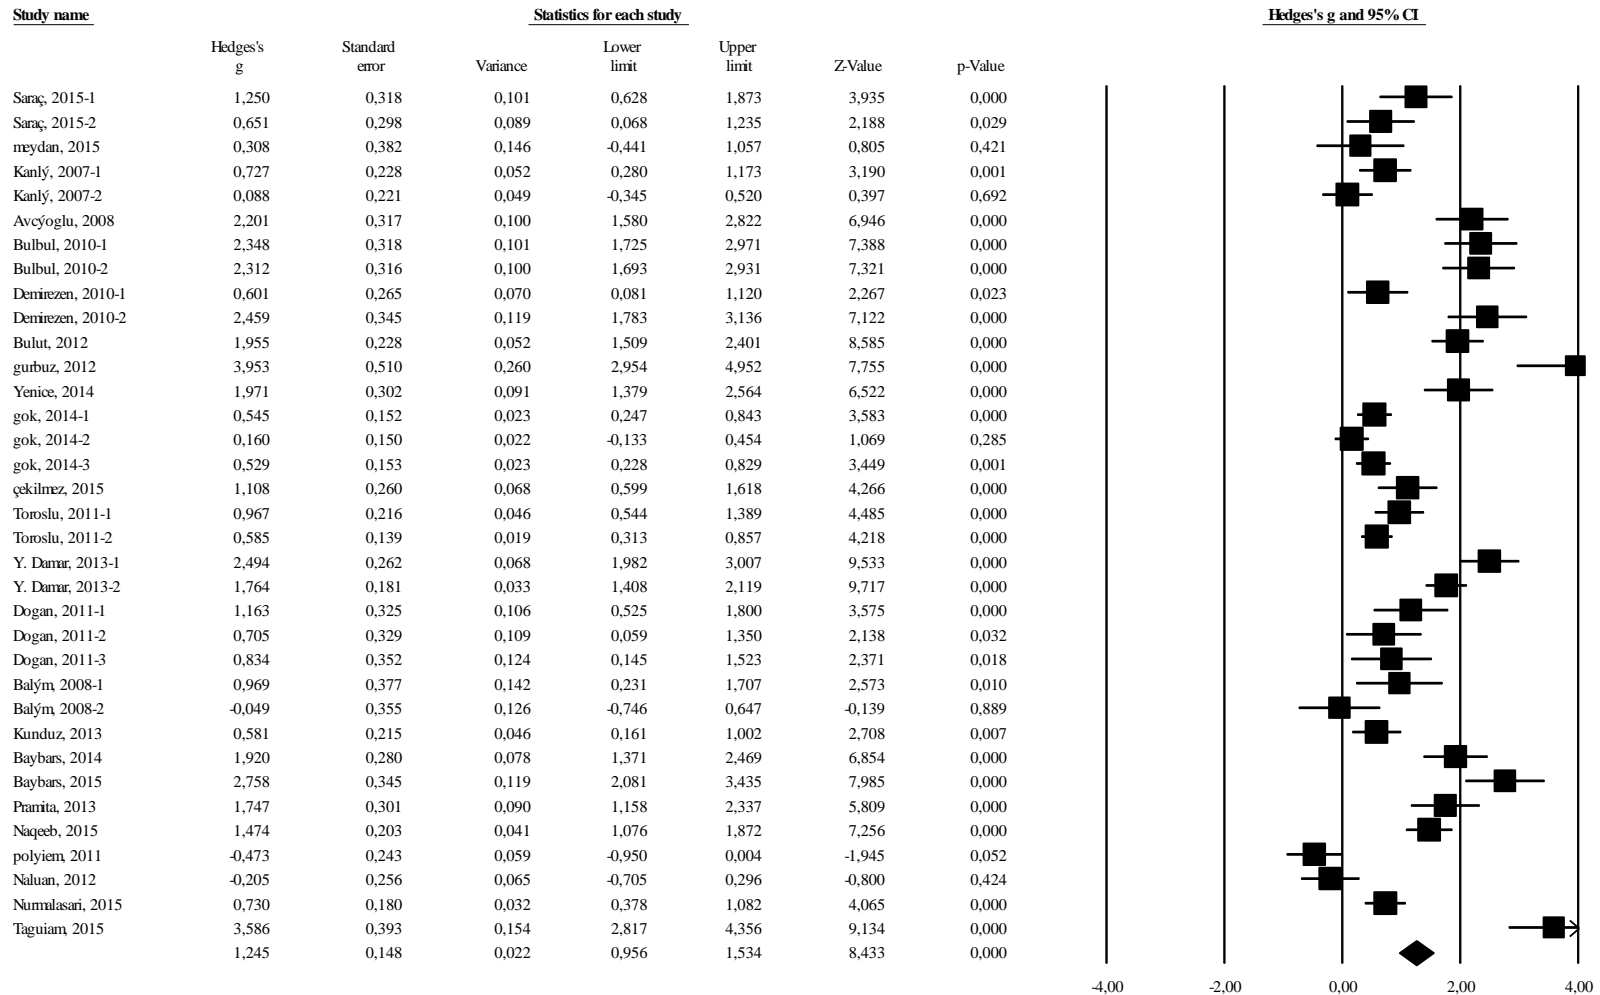 Study name Statistics for each study Hedges's g and 95% CI
Hedges's Standard Lower Upper
g error Variance limit limit Z-Value p-Value
Saraç, 2015-1 1,250 0,318 0,101 0,628 1,873 3,935 0,000
Saraç, 2015-2 0,651 0,298 0,089 0,068 1,235 2,188 0,029
meydan, 2015 0,308 0,382 0,146 -0,441 1,057 0,805 0,421
Kanlý, 2007-1 0,727 0,228 0,052 0,280 1,173 3,190 0,001
Kanlý, 2007-2 0,088 0,221 0,049 -0,345 0,520 0,397 0,692
Avcýoglu, 2008 2,201 0,317 0,100 1,580 2,822 6,946 0,000
Bulbul, 2010-1 2,348 0,318 0,101 1,725 2,971 7,388 0,000
Bulbul, 2010-2 2,312 0,316 0,100 1,693 2,931 7,321 0,000
Demirezen, 2010-1 0,601 0,265 0,070 0,081 1,120 2,267 0,023
Demirezen, 2010-2 2,459 0,345 0,119 1,783 3,136 7,122 0,000
Bulut, 2012 1,955 0,228 0,052 1,509 2,401 8,585 0,000
gurbuz, 2012 3,953 0,510 0,260 2,954 4,952 7,755 0,000
Yenice, 2014 1,971 0,302 0,091 1,379 2,564 6,522 0,000
gok, 2014-1 0,545 0,152 0,023 0,247 0,843 3,583 0,000
gok, 2014-2 0,160 0,150 0,022 -0,133 0,454 1,069 0,285
gok, 2014-3 0,529 0,153 0,023 0,228 0,829 3,449 0,001
çekilmez, 2015 1,108 0,260 0,068 0,599 1,618 4,266 0,000
Toroslu, 2011-1 0,967 0,216 0,046 0,544 1,389 4,485 0,000
Toroslu, 2011-2 0,585 0,139 0,019 0,313 0,857 4,218 0,000
Y. Damar, 2013-1 2,494 0,262 0,068 1,982 3,007 9,533 0,000
Y. Damar, 2013-2 1,764 0,181 0,033 1,408 2,119 9,717 0,000
Dogan, 2011-1 1,163 0,325 0,106 0,525 1,800 3,575 0,000
Dogan, 2011-2 0,705 0,329 0,109 0,059 1,350 2,138 0,032
Dogan, 2011-3 0,834 0,352 0,124 0,145 1,523 2,371 0,018
Balým, 2008-1 0,969 0,377 0,142 0,231 1,707 2,573 0,010
Balým, 2008-2 -0,049 0,355 0,126 -0,746 0,647 -0,139 0,889
Kunduz, 2013 0,581 0,215 0,046 0,161 1,002 2,708 0,007
Baybars, 2014 1,920 0,280 0,078 1,371 2,469 6,854 0,000
Baybars, 2015 2,758 0,345 0,119 2,081 3,435 7,985 0,000
Pramita, 2013 1,747 0,301 0,090 1,158 2,337 5,809 0,000
Naqeeb, 2015 1,474 0,203 0,041 1,076 1,872 7,256 0,000
polyiem, 2011 -0,473 0,243 0,059 -0,950 0,004 -1,945 0,052
Naluan, 2012 -0,205 0,256 0,065 -0,705 0,296 -0,800 0,424
Nurmalasari, 2015 0,730 0,180 0,032 0,378 1,082 4,065 0,000
Taguiam, 2015 3,586 0,393 0,154 2,817 4,356 9,134 0,000
1,245 0,148 0,022 0,956 1,534 8,433 0,000
-4,00 -2,00 0,00 2,00 4,00